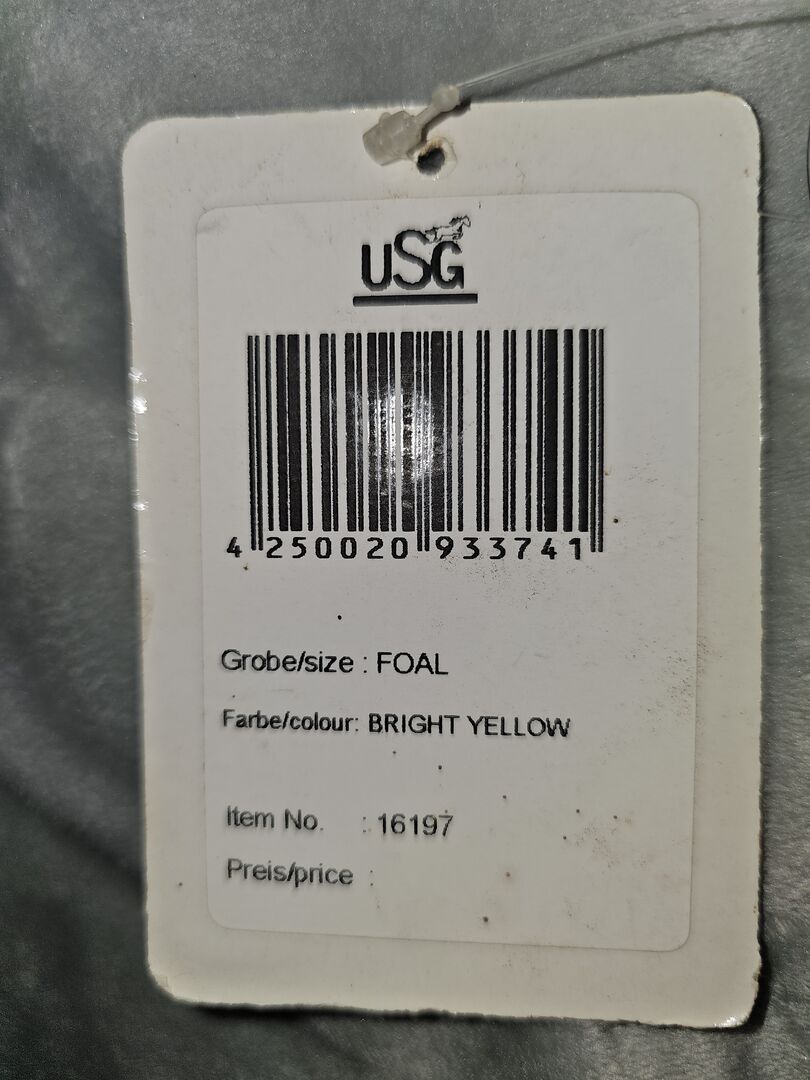 USG
4 250020 933741
Grobe/size : FOAL
Farbe/colour: BRIGHT YELLOW
Item No. : 16197
Preis/price :